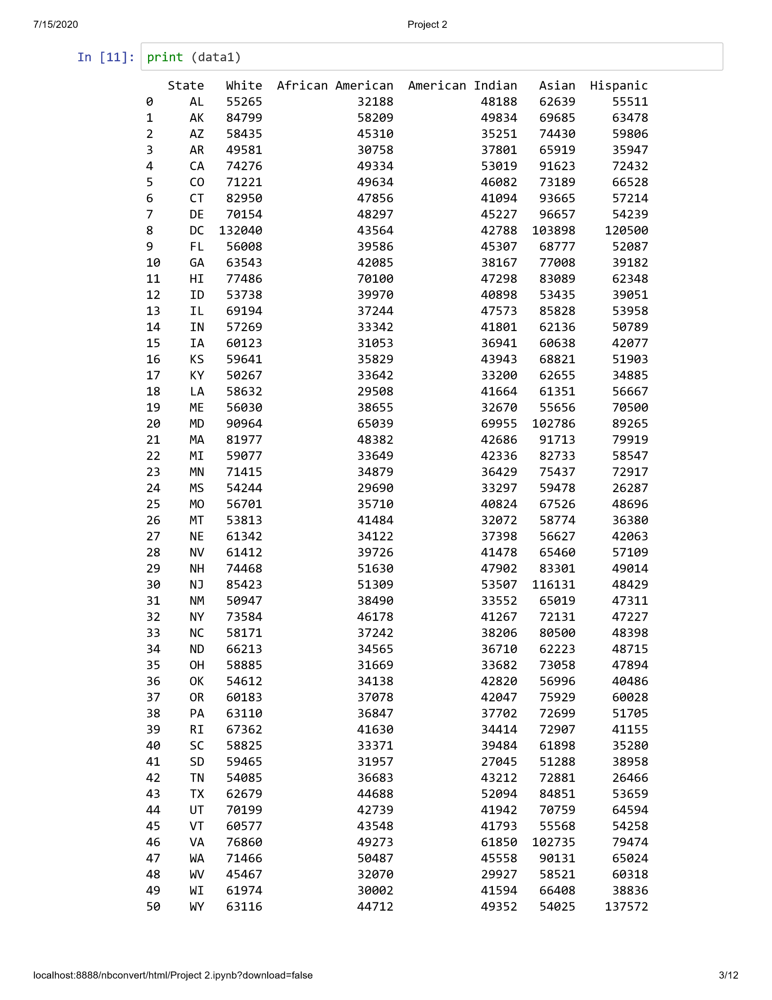 7/15/2020 Project 2
In [11]: print (data1)
State White African American American Indian Asian Hispanic
0 AL 55265 32188 48188 62639 55511
1 AK 84799 58209 49834 69685 63478
2 AZ 58435 45310 35251 74430 59806
3 AR 49581 30758 37801 65919 35947
4 CA 74276 49334 53019 91623 72432
5 CO 71221 49634 46082 73189 66528
6 CT 82950 47856 41094 93665 57214
7 DE 70154 48297 45227 96657 54239
8 DC 132040 43564 42788 103898 120500
9 FL 56008 39586 45307 68777 52087
10 GA 63543 42085 38167 77008 39182
11 HI 77486 70100 47298 83089 62348
12 ID 53738 39970 40898 53435 39051
13 IL 69194 37244 47573 85828 53958
14 IN 57269 33342 41801 62136 50789
15 IA 60123 31053 36941 60638 42077
16 KS 59641 35829 43943 68821 51903
17 KY 50267 33642 33200 62655 34885
18 LA 58632 29508 41664 61351 56667
19 ME 56030 38655 32670 55656 70500
20 MD 90964 65039 69955 102786 89265
21 MA 81977 48382 42686 91713 79919
22 MI 59077 33649 42336 82733 58547
23 MN 71415 34879 36429 75437 72917
24 MS 54244 29690 33297 59478 26287
25 MO 56701 35710 40824 67526 48696
26 MT 53813 41484 32072 58774 36380
27 NE 61342 34122 37398 56627 42063
28 NV 61412 39726 41478 65460 57109
29 NH 74468 51630 47902 83301 49014
30 NJ 85423 51309 53507 116131 48429
31 NM 50947 38490 33552 65019 47311
32 NY 73584 46178 41267 72131 47227
33 NC 58171 37242 38206 80500 48398
34 ND 66213 34565 36710 62223 48715
35 OH 58885 31669 33682 73058 47894
36 OK 54612 34138 42820 56996 40486
37 OR 60183 37078 42047 75929 60028
38 PA 63110 36847 37702 72699 51705
39 RI 67362 41630 34414 72907 41155
40 SC 58825 33371 39484 61898 35280
41 SD 59465 31957 27045 51288 38958
42 TN 54085 36683 43212 72881 26466
43 TX 62679 44688 52094 84851 53659
44 UT 70199 42739 41942 70759 64594
45 VT 60577 43548 41793 55568 54258
46 VA 76860 49273 61850 102735 79474
47 WA 71466 50487 45558 90131 65024
48 WV 45467 32070 29927 58521 60318
49 WI 61974 30002 41594 66408 38836
50 WY 63116 44712 49352 54025 137572
localhost:8888/nbconvert/html/Project 2.ipynb?download=false 3/12